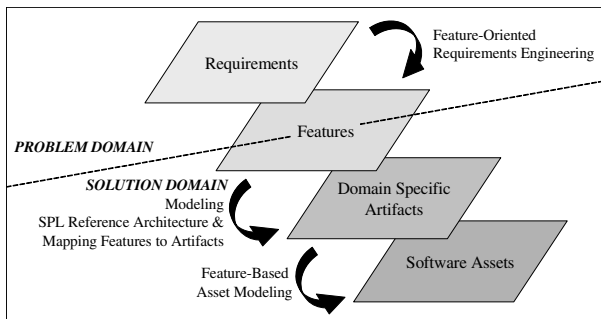 Feature-Oriented
Requirements Engineering
Requirements
Features
PROBLEM DOMAIN
SOLUTION DOMAIN
Modeling
SPL Reference Architecture &
Mapping Features to Artifacts
Domain Specific
Artifacts
Feature-Based
Asset Modeling
Software Assets